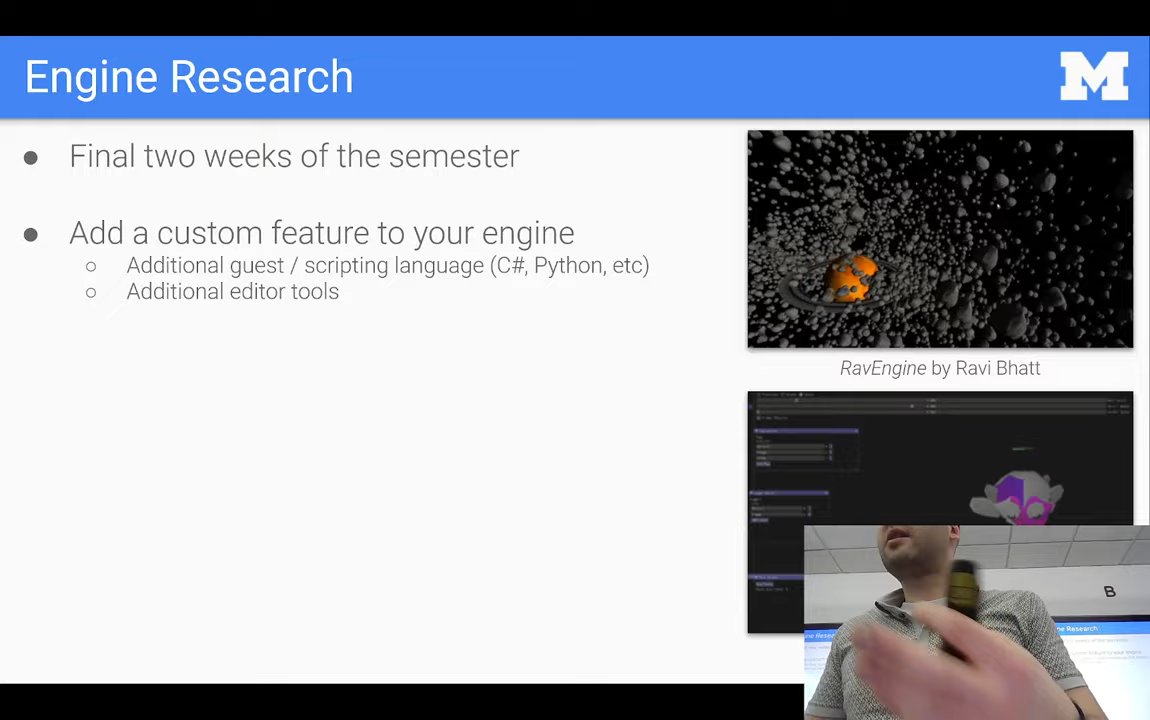 Engine Research
M
● Final two weeks of the semester
● Add a custom feature to your engine
○ Additional guest / scripting language (C#, Python, etc)
○ Additional editor tools
RavEngine by Ravi Bhatt
B